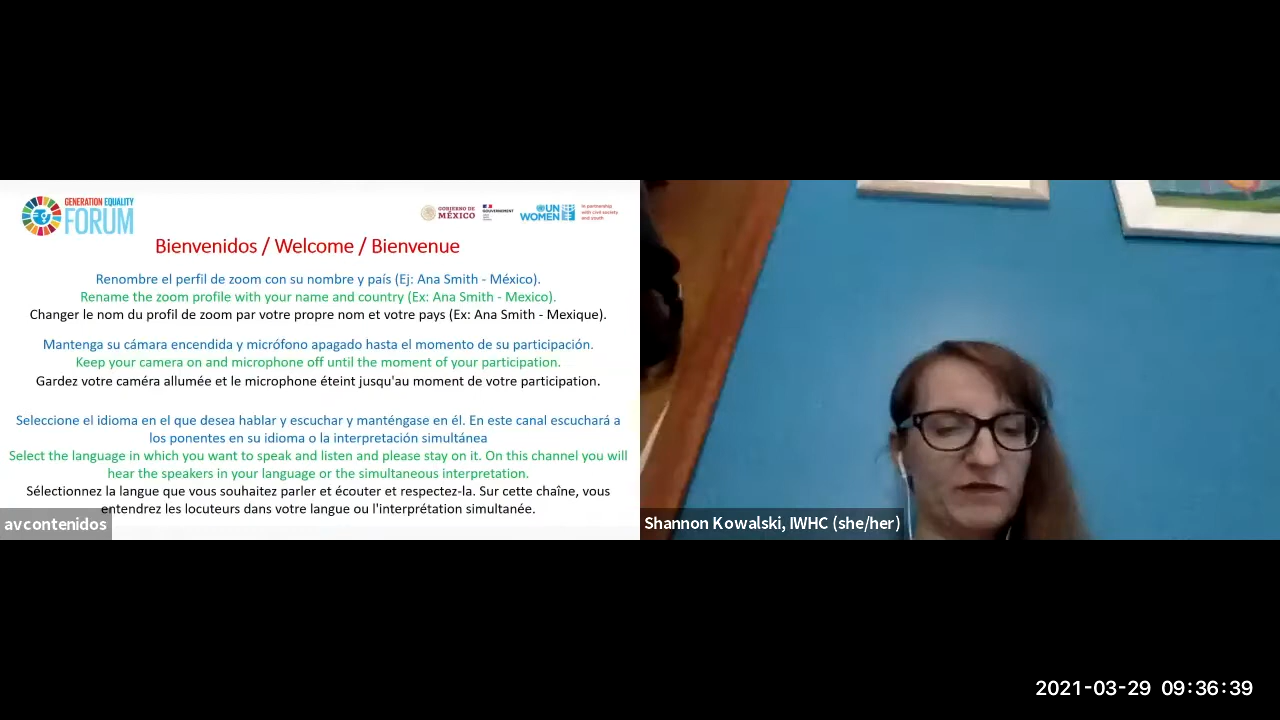 GENERATION EQUALITY
FORUM
GOBIERNO DE
MÉXICO
GOUVERNEMENT
UN
WOMEN
In partnership
with civil society
and youth
Bienvenidos / Welcome / Bienvenue
Renombre el perfil de zoom con su nombre y país (Ej: Ana Smith - México).
Rename the zoom profile with your name and country (Ex: Ana Smith - Mexico).
Changer le nom du profil de zoom par votre propre nom et votre pays (Ex: Ana Smith - Mexique).
Mantenga su cámara encendida y micrófono apagado hasta el momento de su participación.
Keep your camera on and microphone off until the moment of your participation.
Gardez votre caméra allumée et le microphone éteint jusqu'au moment de votre participation.
Seleccione el idioma en el que desea hablar y escuchar y manténgase en él. En este canal escuchará a
los ponentes en su idioma o la interpretación simultánea
Select the language in which you want to speak and listen and please stay on it. On this channel you will
hear the speakers in your language or the simultaneous interpretation.
Sélectionnez la langue que vous souhaitez parler et écouter et respectez-la. Sur cette chaîne, vous
entendrez les locuteurs dans votre langue ou l'interprétation simultanée.
avcontenidos
Shannon Kowalski, IWHC (she/her)
2021-03-29 09:36:39